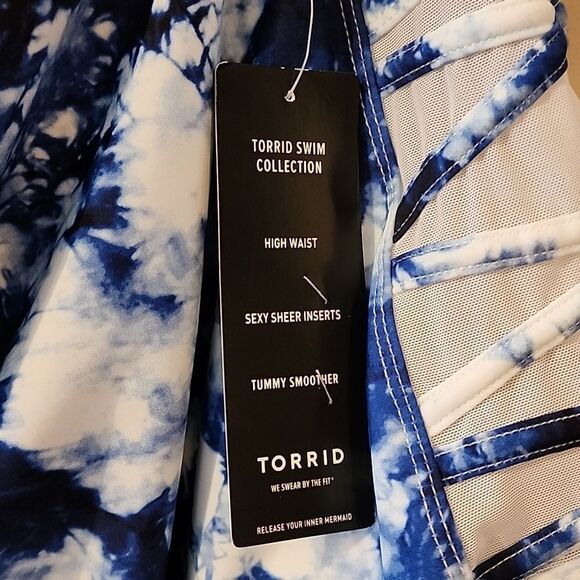 TORRID SWIM
COLLECTION
HIGH WAIST
SEXY SHEER INSERTS
TUMMY SMOOTHER
TORRID
WE SWEAR BY THE FIT®
RELEASE YOUR INNER MERMAID